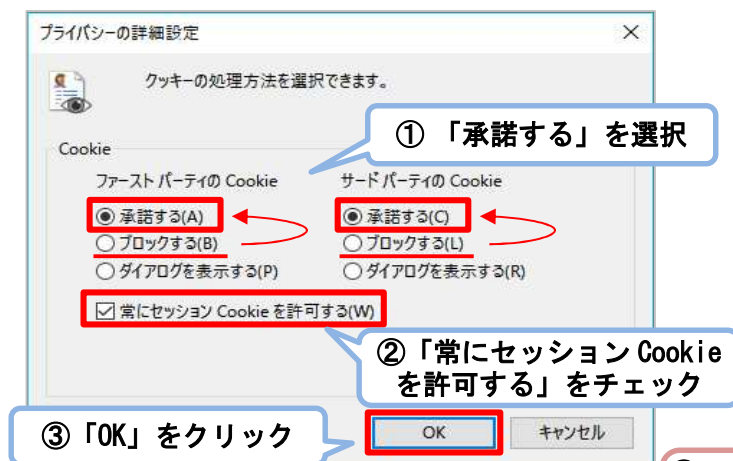 プライバシーの詳細設定
クッキーの処理方法を選択できます。
①「承諾する」を選択
Cookie
ファースト パーティの Cookie
サード パーティの Cookie
承諾する(A)
承諾する(C)
ブロックする(B)
ブロックする(L)
ダイアログを表示する(P)
ダイアログを表示する(R)
常にセッション Cookie を許可する(W)
②「常にセッション Cookie
を許可する」をチェック
③「OK」をクリック
OK
キャンセル